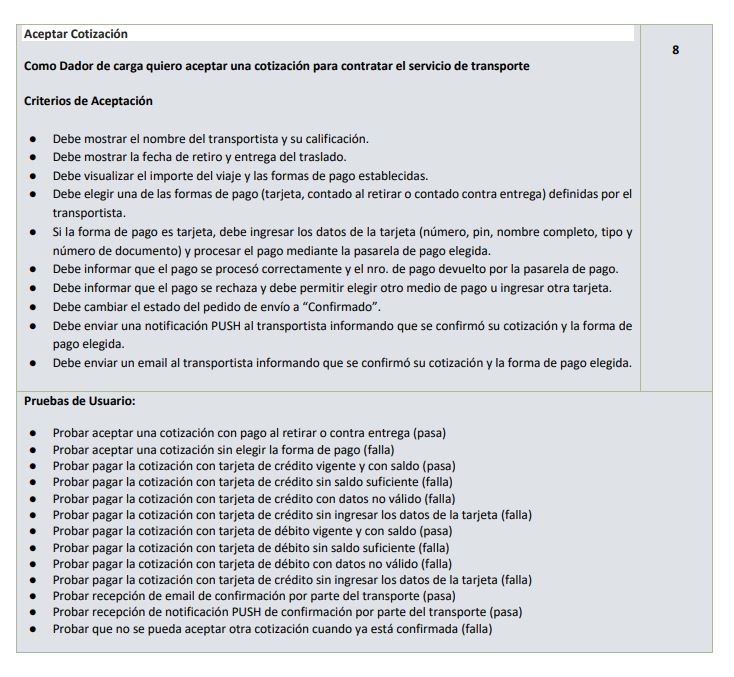 Aceptar Cotización
8
Como Dador de carga quiero aceptar una cotización para contratar el servicio de transporte
Criterios de Aceptación
● Debe mostrar el nombre del transportista y su calificación.
● Debe mostrar la fecha de retiro y entrega del traslado.
● Debe visualizar el importe del viaje y las formas de pago establecidas.
● Debe elegir una de las formas de pago (tarjeta, contado al retirar o contado contra entrega) definidas por el
transportista.
● Si la forma de pago es tarjeta, debe ingresar los datos de la tarjeta (número, pin, nombre completo, tipo y
número de documento) y procesar el pago mediante la pasarela de pago elegida.
● Debe informar que el pago se procesó correctamente y el nro. de pago devuelto por la pasarela de pago.
● Debe informar que el pago se rechaza y debe permitir elegir otro medio de pago u ingresar otra tarjeta.
● Debe cambiar el estado del pedido de envío a “Confirmado”.
● Debe enviar una notificación PUSH al transportista informando que se confirmó su cotización y la forma de
pago elegida.
● Debe enviar un email al transportista informando que se confirmó su cotización y la forma de pago elegida.
Pruebas de Usuario:
● Probar aceptar una cotización con pago al retirar o contra entrega (pasa)
● Probar aceptar una cotización sin elegir la forma de pago (falla)
● Probar pagar la cotización con tarjeta de crédito vigente y con saldo (pasa)
● Probar pagar la cotización con tarjeta de crédito sin saldo suficiente (falla)
● Probar pagar la cotización con tarjeta de crédito con datos no válido (falla)
● Probar pagar la cotización con tarjeta de crédito sin ingresar los datos de la tarjeta (falla)
● Probar pagar la cotización con tarjeta de débito vigente y con saldo (pasa)
● Probar pagar la cotización con tarjeta de débito sin saldo suficiente (falla)
● Probar pagar la cotización con tarjeta de débito con datos no válido (falla)
● Probar pagar la cotización con tarjeta de crédito sin ingresar los datos de la tarjeta (falla)
● Probar recepción de email de confirmación por parte del transporte (pasa)
● Probar recepción de notificación PUSH de confirmación por parte del transporte (pasa)
● Probar que no se pueda aceptar otra cotización cuando ya está confirmada (falla)